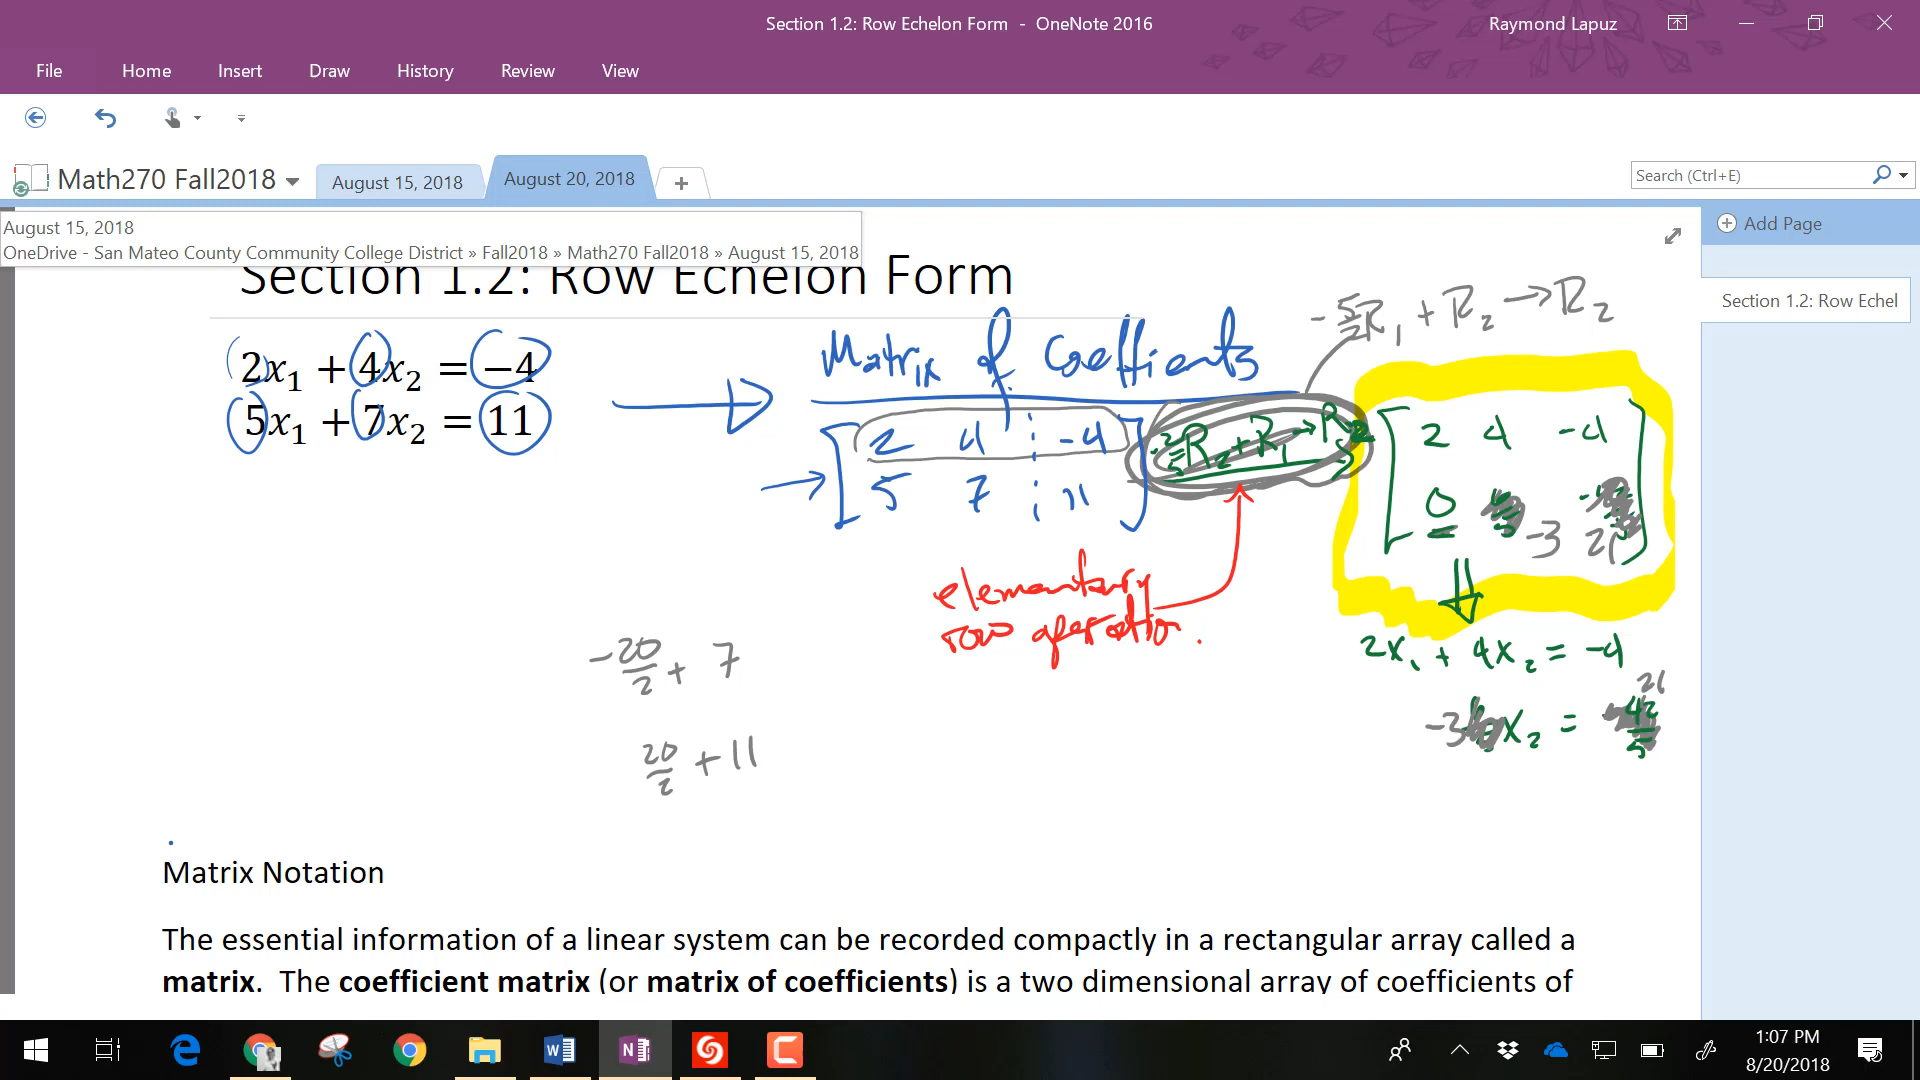 Section 1.2: Row Echelon Form - OneNote 2016
Raymond Lapuz
File Home Insert Draw History Review View
Math270 Fall2018
August 15, 2018
August 20, 2018
Search (Ctrl+E)
August 15, 2018
OneDrive - San Mateo County Community College District » Fall2018 » Math270 Fall2018 » August 15, 2018
Add Page
Section 1.2: Row Echel
Section 1.2: Row Echelon Form
2x₁ + 4x₂ = −4
5x₁ + 7x₂ = 11
Matrix of Coeffients
2 4 -4
5 7 11
-5/2 R₁ + R₂ → R₂
2 4 -4
0 -3 21
elementary
row operation.
2x₁ + 4x₂ = -4
-3x₂ = 21
-20/2 + 7
20/2 + 11
Matrix Notation
The essential information of a linear system can be recorded compactly in a rectangular array called a
matrix. The coefficient matrix (or matrix of coefficients) is a two dimensional array of coefficients of
1:07 PM
8/20/2018